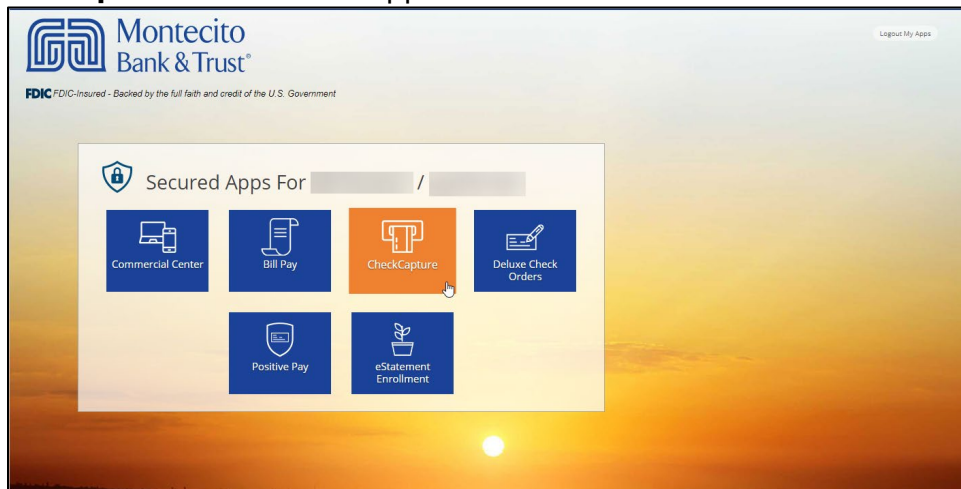 Montecito
Bank & Trust®
Logout My Apps
FDIC FDIC-Insured - Backed by the full faith and credit of the U.S. Government
Secured Apps For /
Commercial Center
Bill Pay
CheckCapture
Deluxe Check
Orders
Positive Pay
eStatement
Enrollment